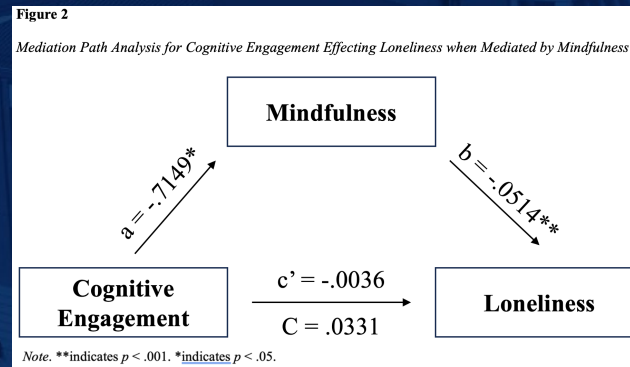 Figure 2
Mediation Path Analysis for Cognitive Engagement Effecting Loneliness when Mediated by Mindfulness
Mindfulness
a = -.7149*
b = -.0514**
Cognitive
Engagement
c’ = -.0036
C = .0331
Loneliness
Note. **indicates p < .001. *indicates p < .05.